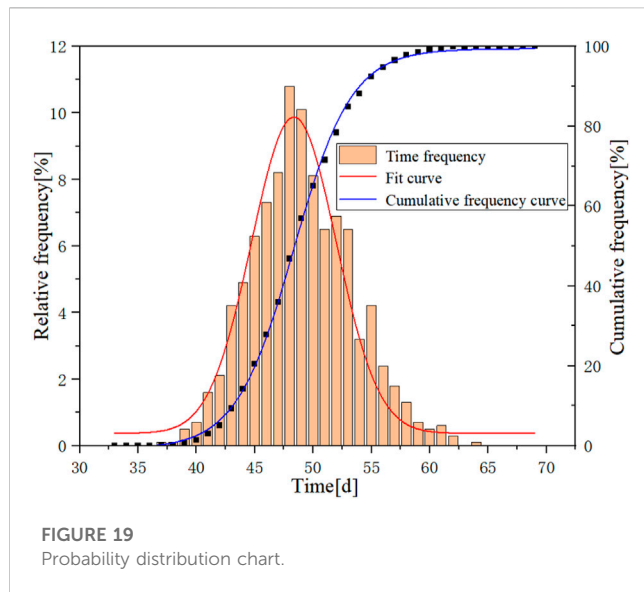 12
10
8
6
4
2
0
Relative frequency[%]
Time frequency
Fit curve
Cumulative frequency curve
100
80
60
40
20
0
Cumulative frequency[%]
30 35 40 45 50 55 60 65 70
Time[d]
FIGURE 19
Probability distribution chart.